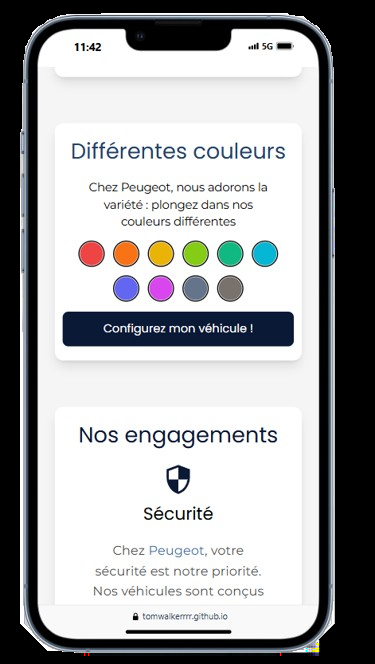 11:42
5G
Différentes couleurs
Chez Peugeot, nous adorons la
variété : plongez dans nos
couleurs différentes
Configurez mon véhicule !
Nos engagements
Sécurité
Chez Peugeot, votre
sécurité est notre priorité.
Nos véhicules sont conçus
tomwalkerrrr.github.io